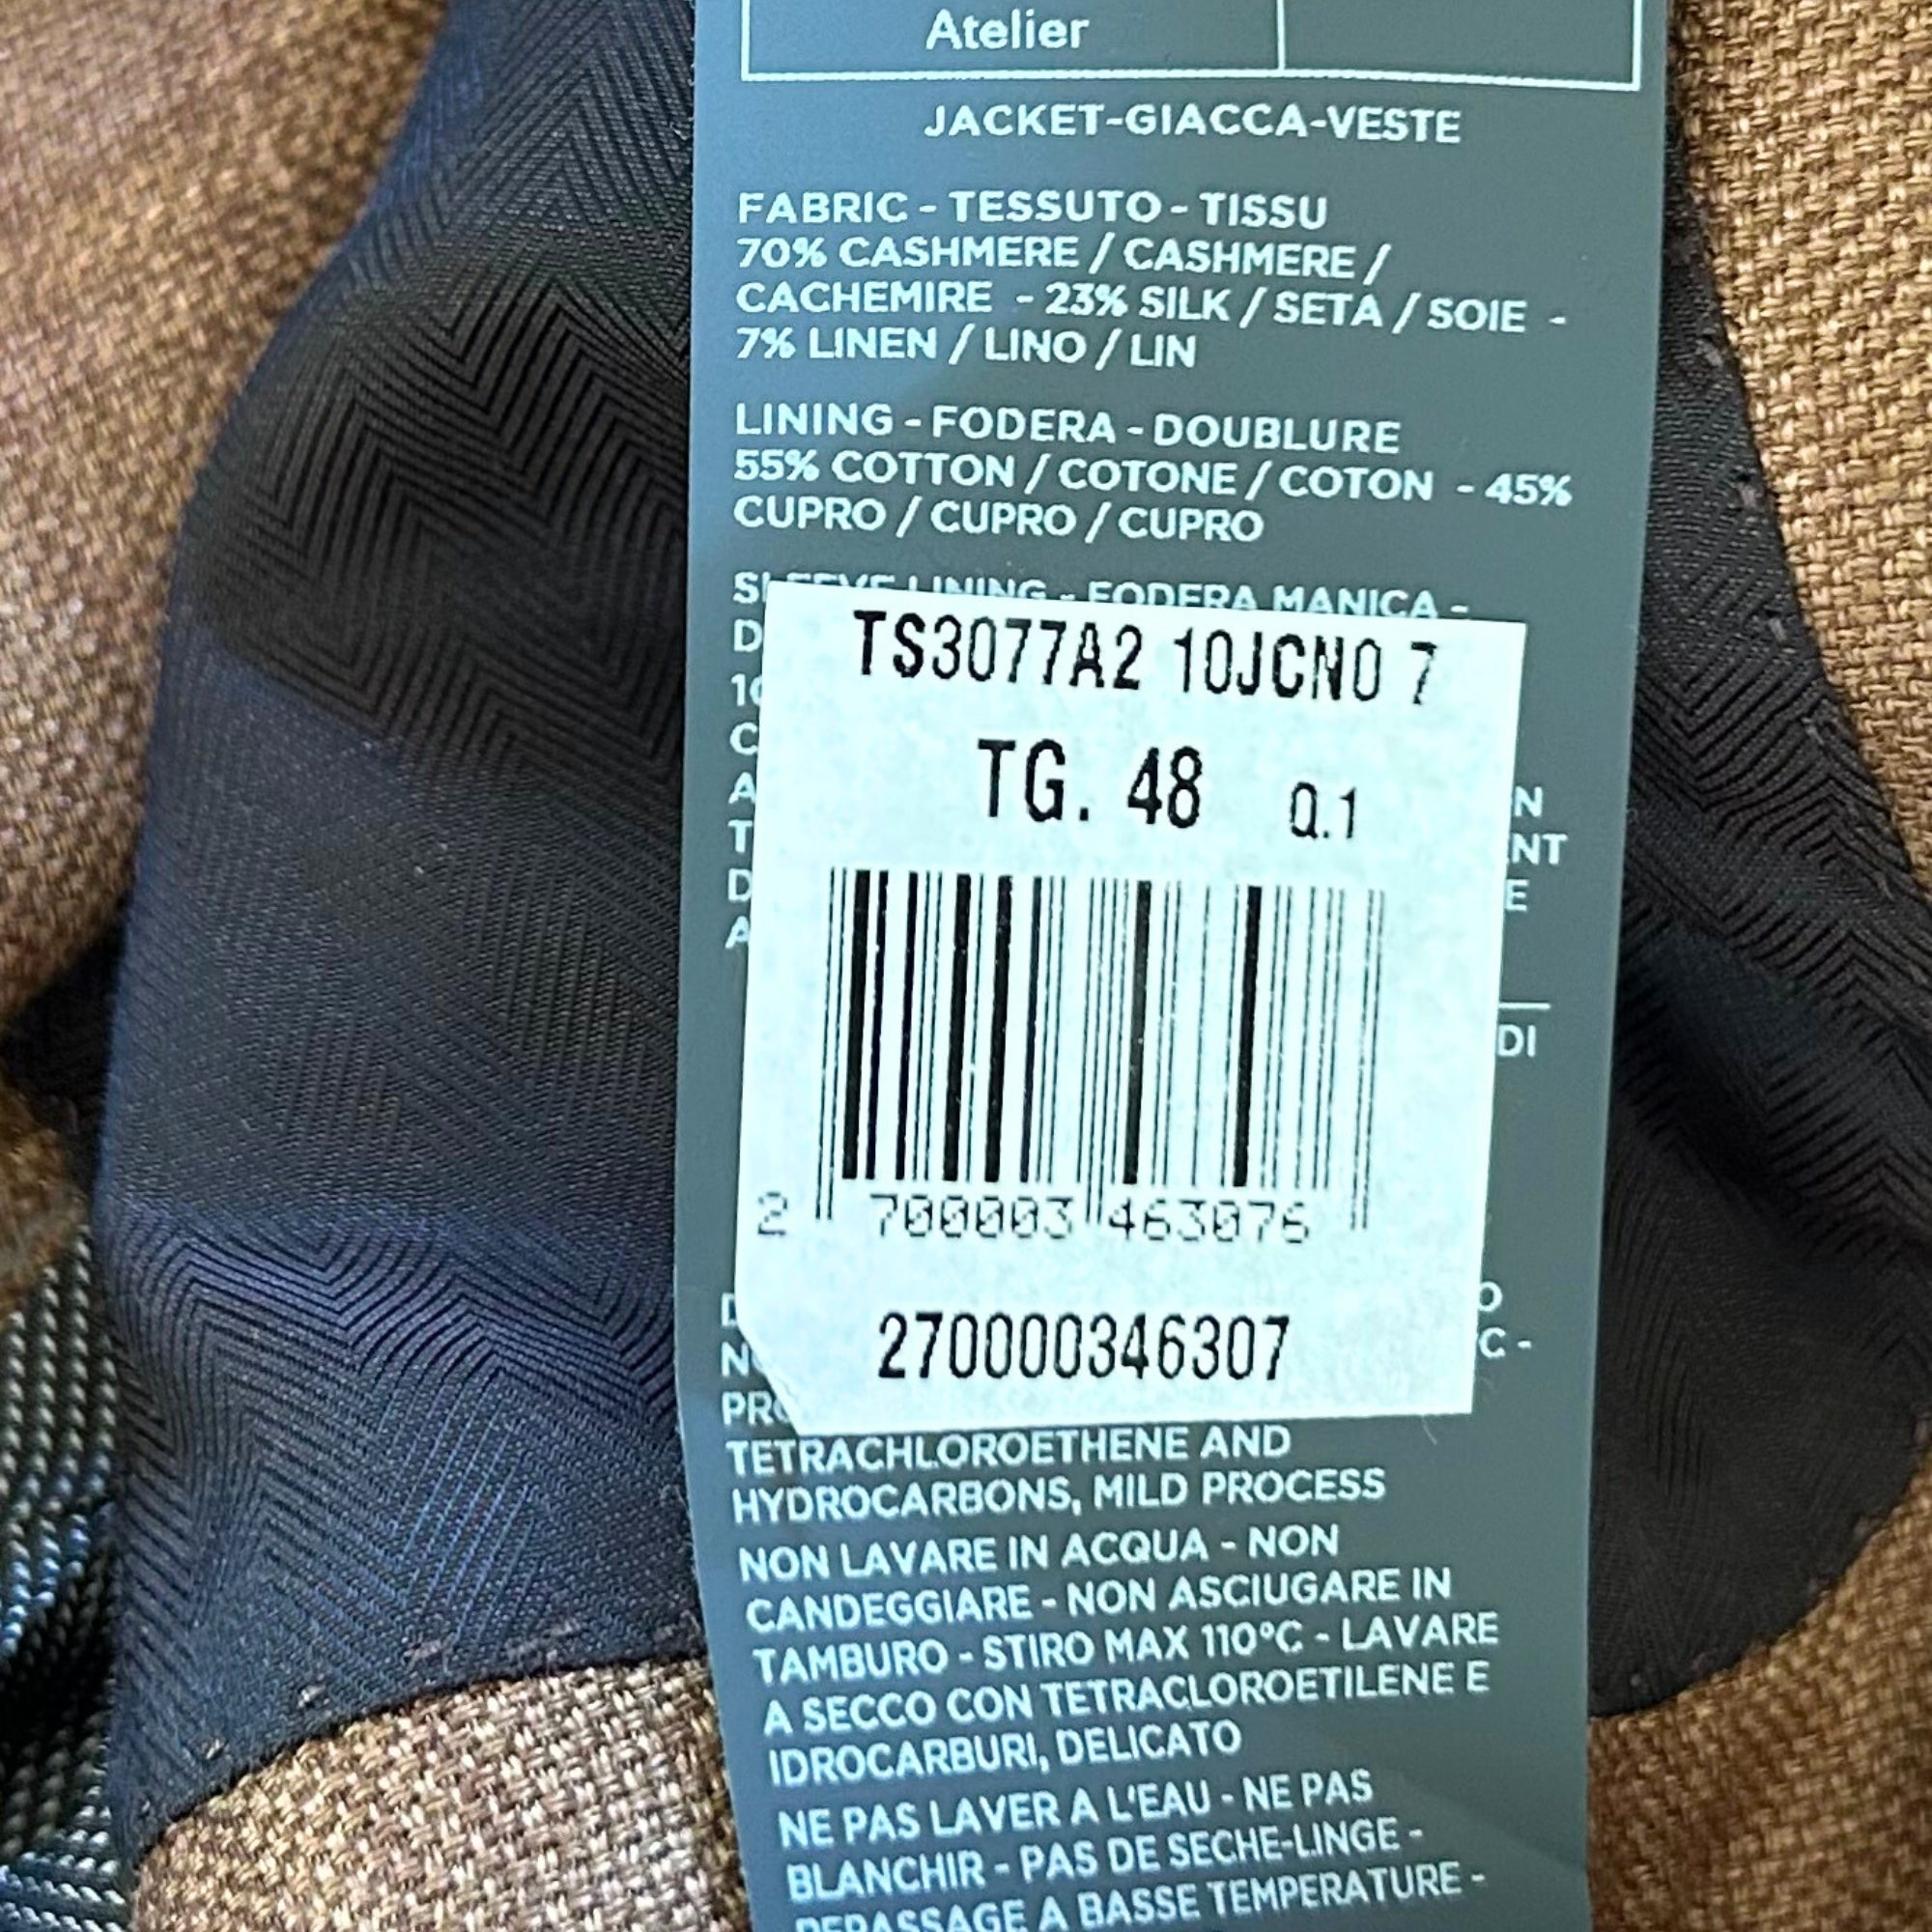 Atelier
JACKET-GIACCA-VESTE
FABRIC - TESSUTO - TISSU
70% CASHMERE / CASHMERE /
CACHEMIRE - 23% SILK / SETA / SOIE -
7% LINEN / LINO / LIN
LINING - FODERA - DOUBLURE
55% COTTON / COTONE / COTON - 45%
CUPRO / CUPRO / CUPRO
SLEEVE LINING - FODERA MANICA -
TS3077A2 10JCN0 7
TG. 48 Q.1
2 700003 463076
270000346307
TETRACHLOROETHENE AND
HYDROCARBONS, MILD PROCESS
NON LAVARE IN ACQUA - NON
CANDEGGIARE - NON ASCIUGARE IN
TAMBURO - STIRO MAX 110°C - LAVARE
A SECCO CON TETRACLOROETILENE E
IDROCARBURI, DELICATO
NE PAS LAVER A L'EAU - NE PAS
BLANCHIR - PAS DE SECHE-LINGE -
REPASSAGE A BASSE TEMPERATURE -